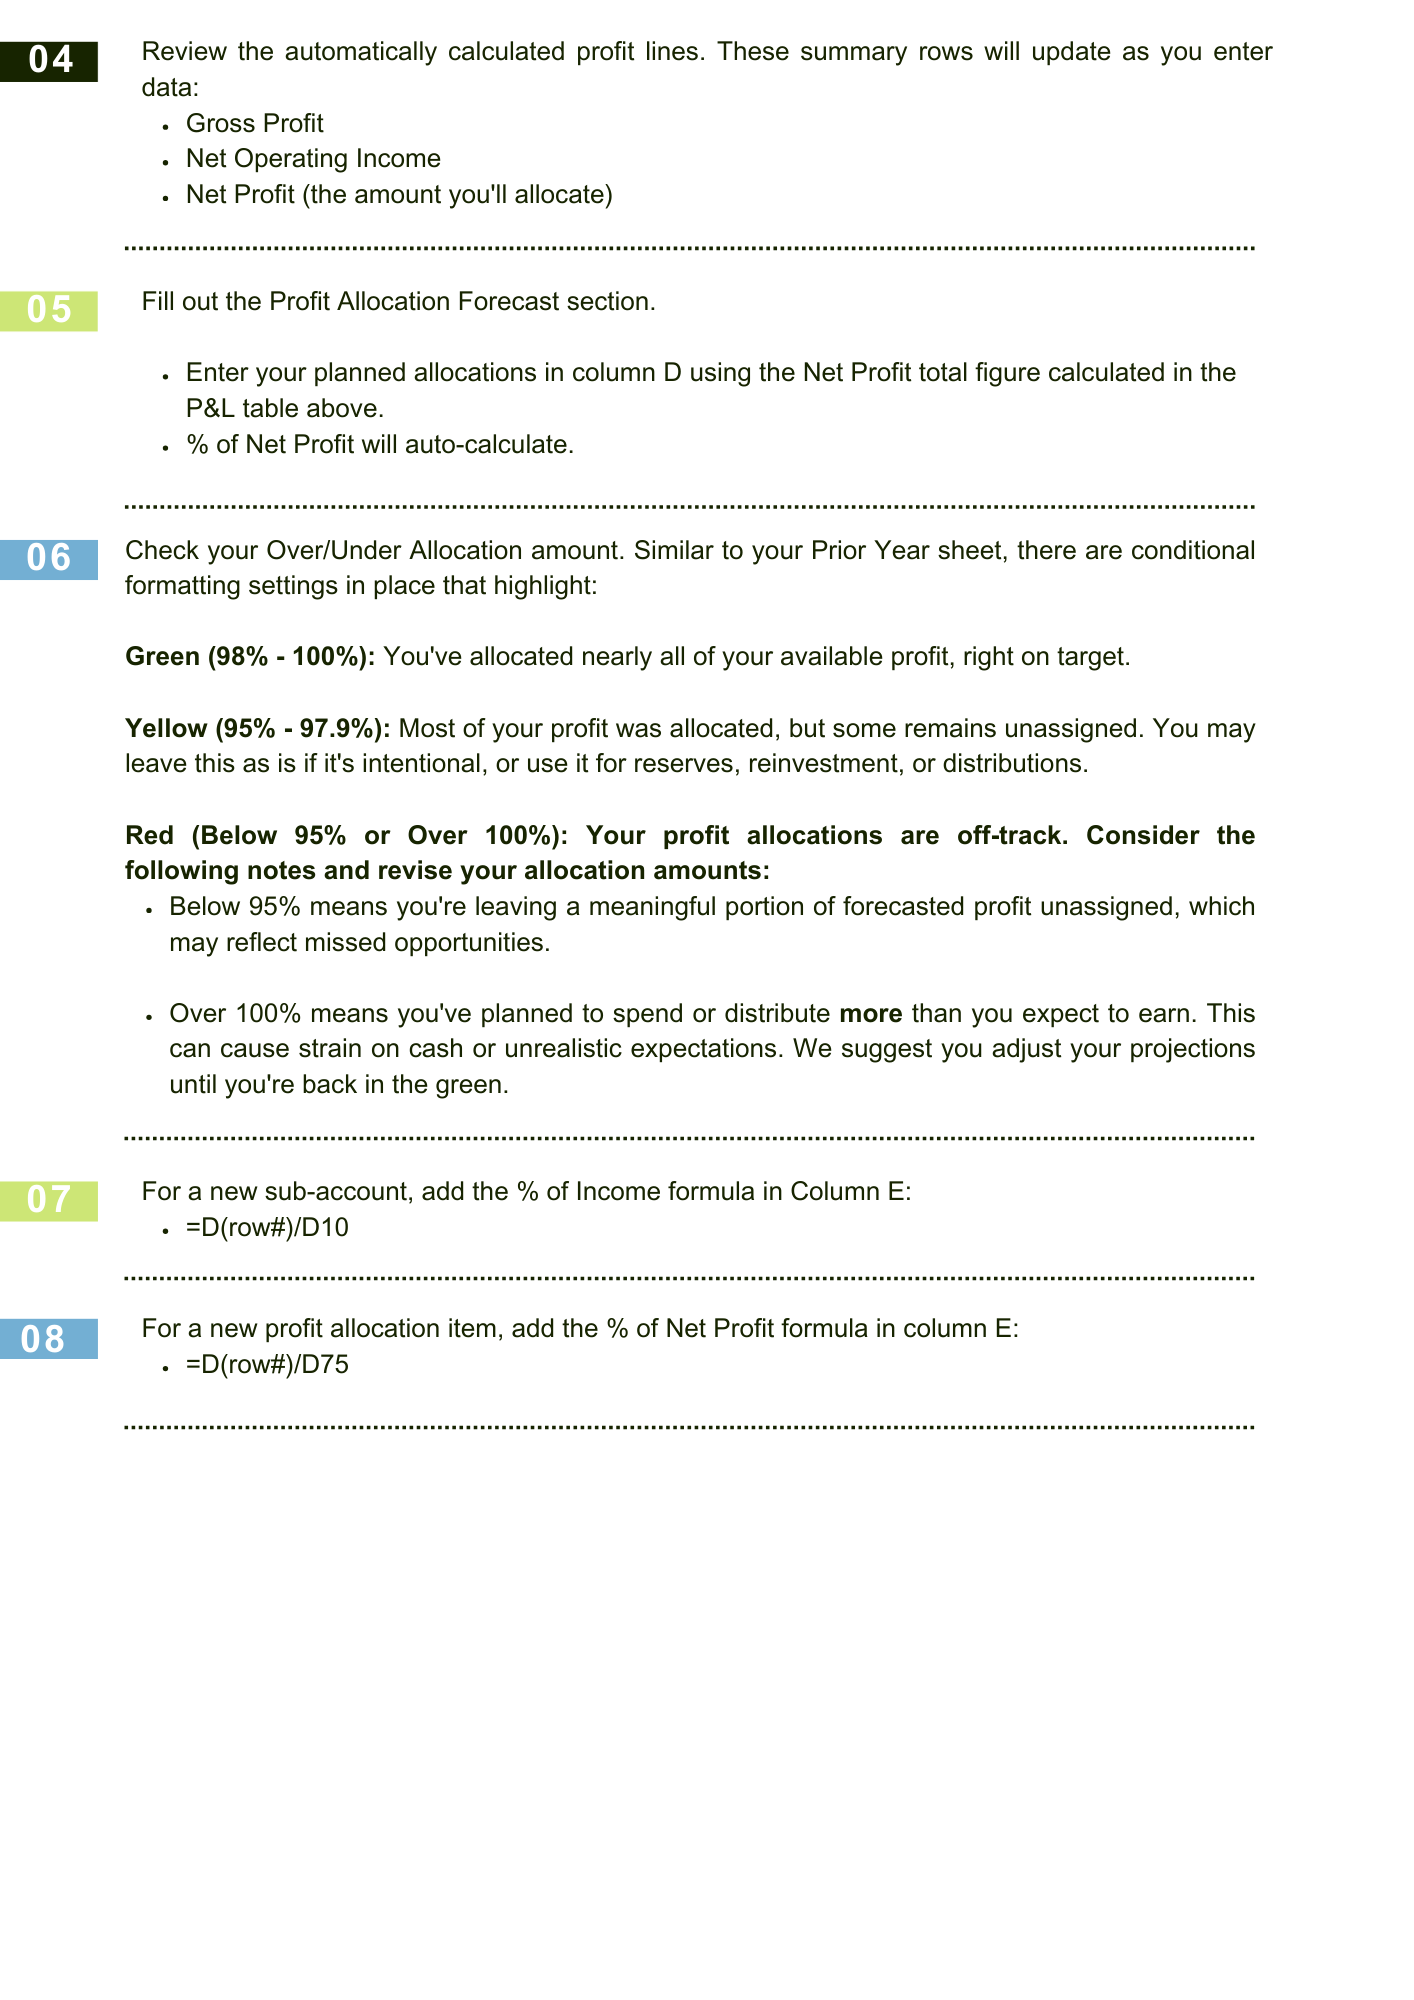 04
Review the automatically calculated profit lines. These summary rows will update as you enter
data:
• Gross Profit
• Net Operating Income
• Net Profit (the amount you'll allocate)
05
Fill out the Profit Allocation Forecast section.
• Enter your planned allocations in column D using the Net Profit total figure calculated in the
P&L table above.
• % of Net Profit will auto-calculate.
06
Check your Over/Under Allocation amount. Similar to your Prior Year sheet, there are conditional
formatting settings in place that highlight:
Green (98% - 100%): You've allocated nearly all of your available profit, right on target.
Yellow (95% - 97.9%): Most of your profit was allocated, but some remains unassigned. You may
leave this as is if it's intentional, or use it for reserves, reinvestment, or distributions.
Red (Below 95% or Over 100%): Your profit allocations are off-track. Consider the
following notes and revise your allocation amounts:
• Below 95% means you're leaving a meaningful portion of forecasted profit unassigned, which
may reflect missed opportunities.
• Over 100% means you've planned to spend or distribute more than you expect to earn. This
can cause strain on cash or unrealistic expectations. We suggest you adjust your projections
until you're back in the green.
07
For a new sub-account, add the % of Income formula in Column E:
• =D(row#)/D10
08
For a new profit allocation item, add the % of Net Profit formula in column E:
• =D(row#)/D75